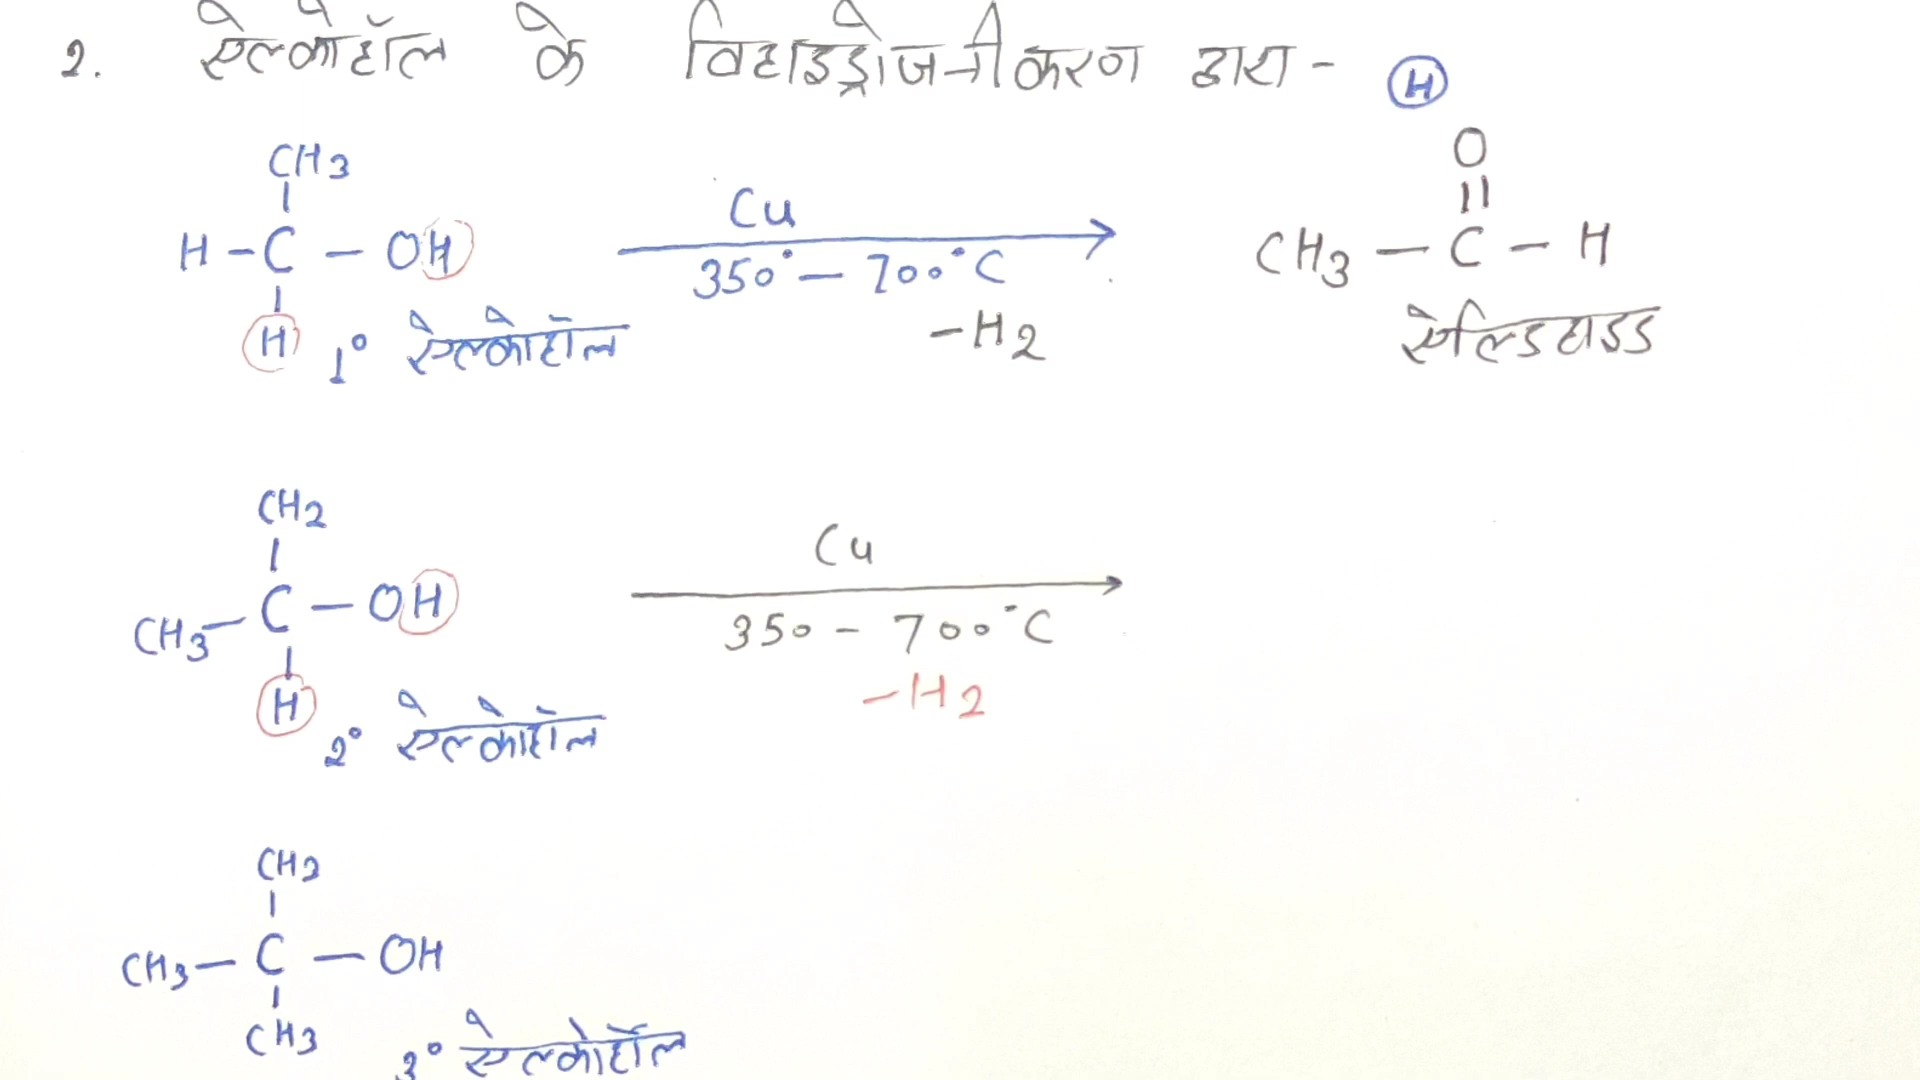 2. ऐल्कोहॉल के विहाइड्रोजनीकरण द्वारा - H
CH3
H - C - OH
H
1° ऐल्कोहॉल
Cu
350° - 700°C
-H2
O
CH3 - C - H
ऐल्डिहाइड
CH2
CH3 - C - OH
H
2° ऐल्कोहॉल
Cu
350 - 700°C
-H2
CH3
CH3 - C - OH
CH3
3° ऐल्कोहॉल